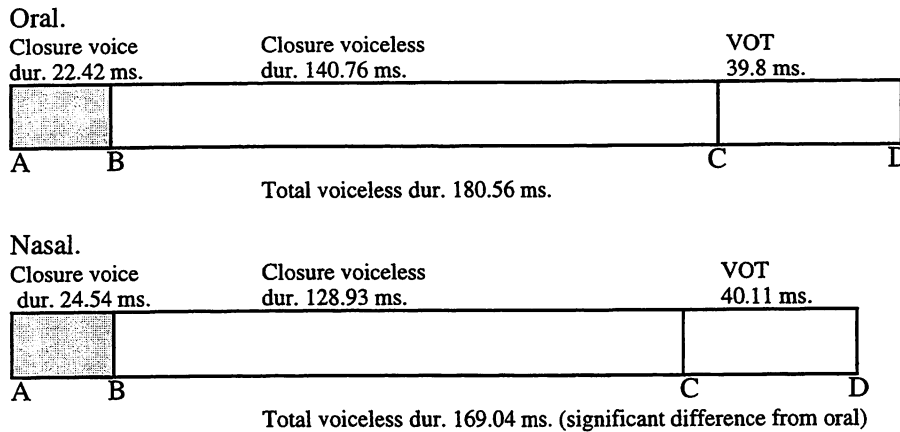 Oral.
Closure voice Closure voiceless VOT
dur. 22.42 ms. dur. 140.76 ms. 39.8 ms.
A B C D
Total voiceless dur. 180.56 ms.
Nasal.
Closure voice Closure voiceless VOT
dur. 24.54 ms. dur. 128.93 ms. 40.11 ms.
A B C D
Total voiceless dur. 169.04 ms. (significant difference from oral)